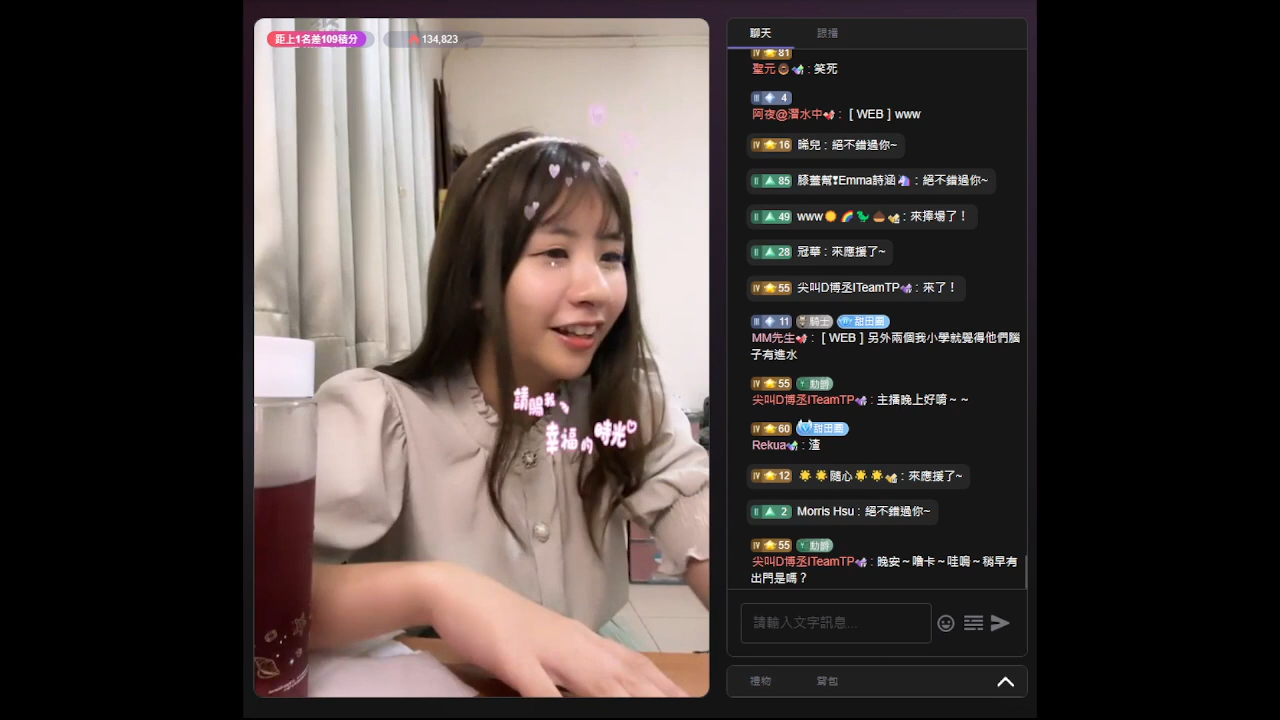 距上1名差109積分
134,823
請賜我、
幸福的時光
聊天
跟播
IV 81
聖元 : 笑死
III 4
阿夜@潛水中 : [ WEB ] www
IV 16 晞兒 : 絕不錯過你~
II 85 膝蓋幫❣Emma詩涵🦄 : 絕不錯過你~
II 49 www☀️🌈🦖🌰 : 來捧場了!
II 28 冠華 : 來應援了~
IV 55 尖叫D博丞ITeamTP : 來了!
III 11 騎士 甜田圈
MM先生 : [ WEB ] 另外兩個我小學就覺得他們腦
子有進水
IV 55 勳爵
尖叫D博丞ITeamTP : 主播晚上好唷~~
IV 60 甜田圈
Rekua : 渣
IV 12 🌟🌟隨心🌟🌟 : 來應援了~
II 2 Morris Hsu : 絕不錯過你~
IV 55 勳爵
尖叫D博丞ITeamTP : 晚安~嚕卡~哇嗚~稍早有
出門是嗎?
請輸入文字訊息...
禮物
背包